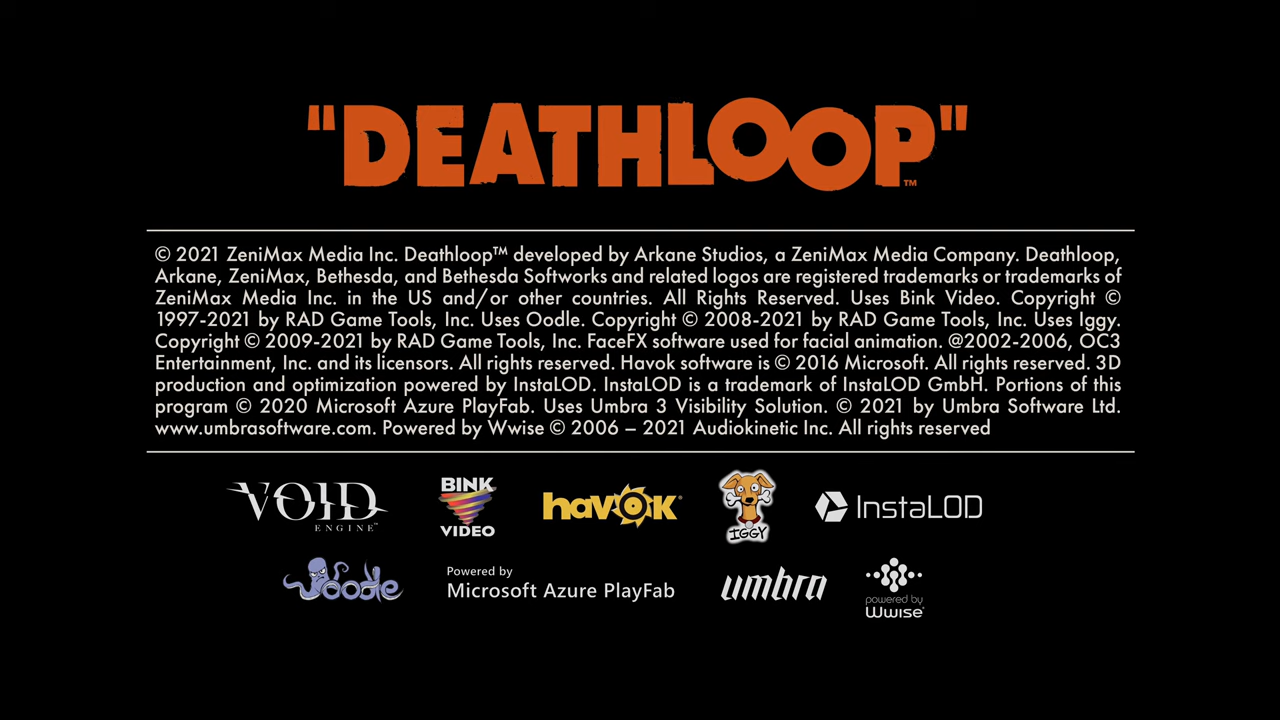 "DEATHLOOP"™
© 2021 ZeniMax Media Inc. Deathloop™ developed by Arkane Studios, a ZeniMax Media Company. Deathloop,
Arkane, ZeniMax, Bethesda, and Bethesda Softworks and related logos are registered trademarks or trademarks of
ZeniMax Media Inc. in the US and/or other countries. All Rights Reserved. Uses Bink Video. Copyright ©
1997-2021 by RAD Game Tools, Inc. Uses Oodle. Copyright © 2008-2021 by RAD Game Tools, Inc. Uses Iggy.
Copyright © 2009-2021 by RAD Game Tools, Inc. FaceFX software used for facial animation. @2002-2006, OC3
Entertainment, Inc. and its licensors. All rights reserved. Havok software is © 2016 Microsoft. All rights reserved. 3D
production and optimization powered by InstaLOD. InstaLOD is a trademark of InstaLOD GmbH. Portions of this
program © 2020 Microsoft Azure PlayFab. Uses Umbra 3 Visibility Solution. © 2021 by Umbra Software Ltd.
www.umbrasoftware.com. Powered by Wwise © 2006 – 2021 Audiokinetic Inc. All rights reserved
VOID
ENGINE™
BINK
VIDEO
havok®
IGGY
InstaLOD
oodle
Powered by
Microsoft Azure PlayFab
umbra
powered by
Wwise